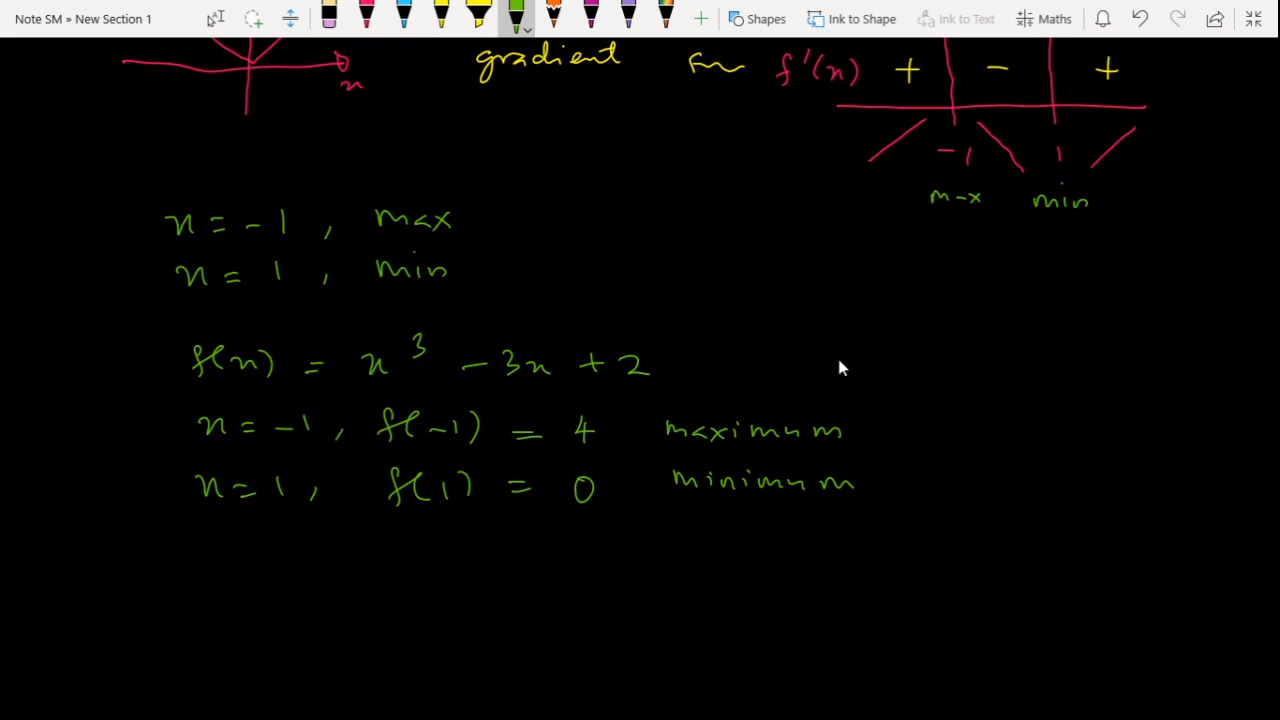 Note SM » New Section 1
Shapes
Ink to Shape
Ink to Text
Maths
x
gradient fn f'(x) + - +
-1 1
max min
x = -1 , max
x = 1 , min
f(x) = x³ - 3x + 2
x = -1 , f(-1) = 4 maximum
x = 1 , f(1) = 0 minimum